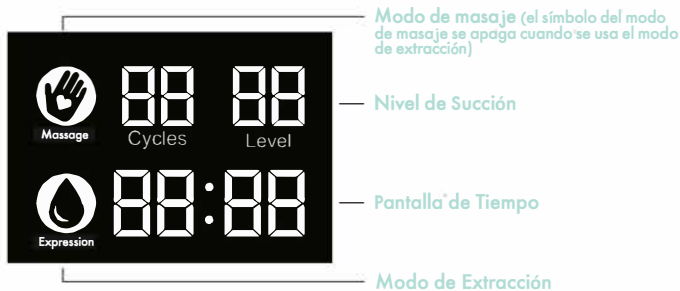 Modo de masaje (el símbolo del modo
de masaje se apaga cuando se usa el modo
de extracción)
88 88
Nivel de Succión
Massage
Cycles
Level
88:88
Pantalla de Tiempo
Expression
Modo de Extracción